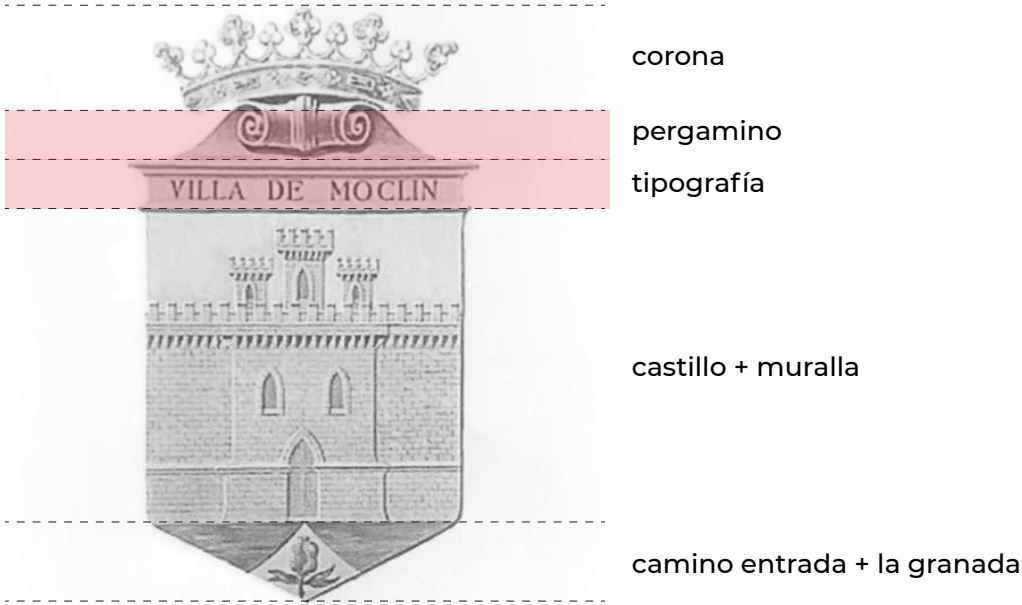 corona
pergamino
tipografía
VILLA DE MOCLIN
castillo + muralla
camino entrada + la granada